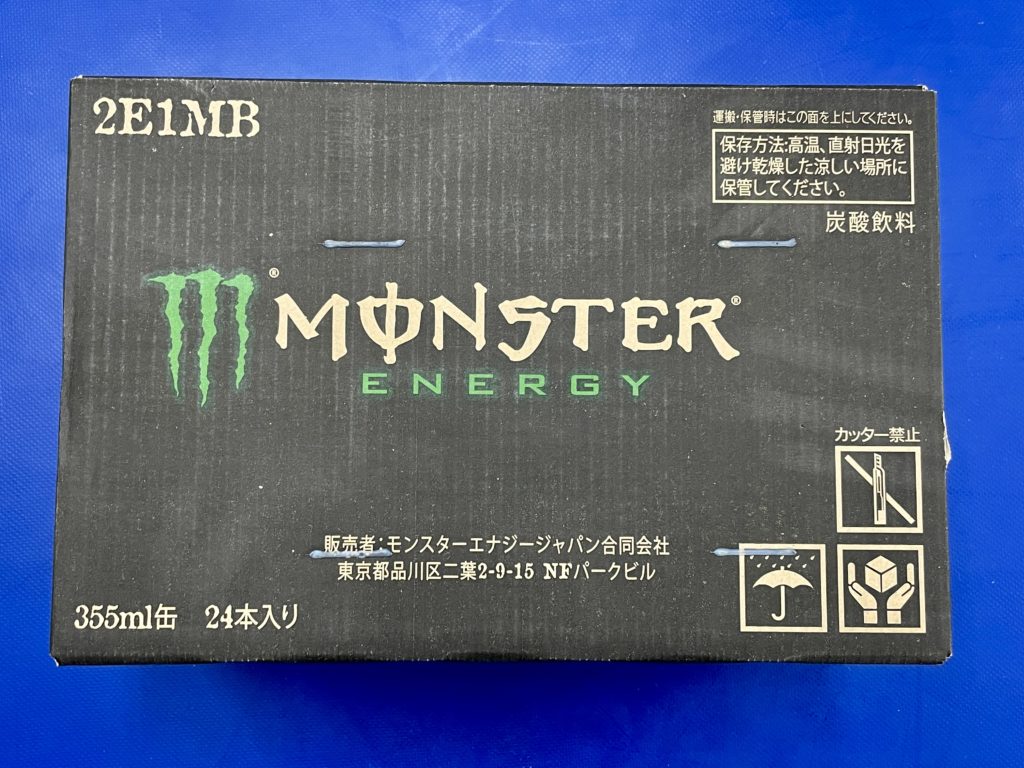 2E1MB
運搬・保管時はこの面を上にしてください。
保存方法:高温、直射日光を
避け乾燥した涼しい場所に
保管してください。
炭酸飲料
® MONSTER®
ENERGY
カッター禁止
販売者:モンスターエナジージャパン合同会社
東京都品川区二葉2-9-15 NFパークビル
355ml缶 24本入り